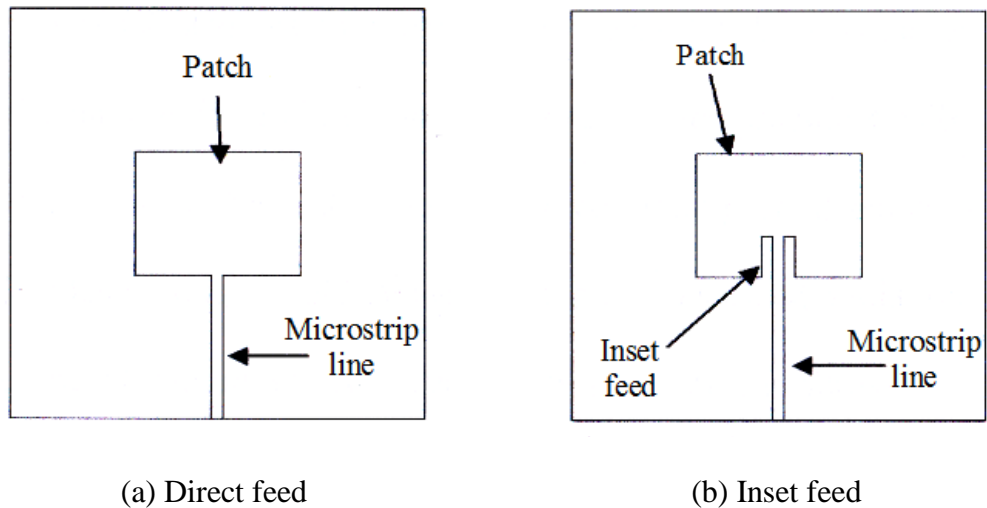 Patch
Microstrip
line
Patch
Inset
feed
Microstrip
line
(a) Direct feed
(b) Inset feed